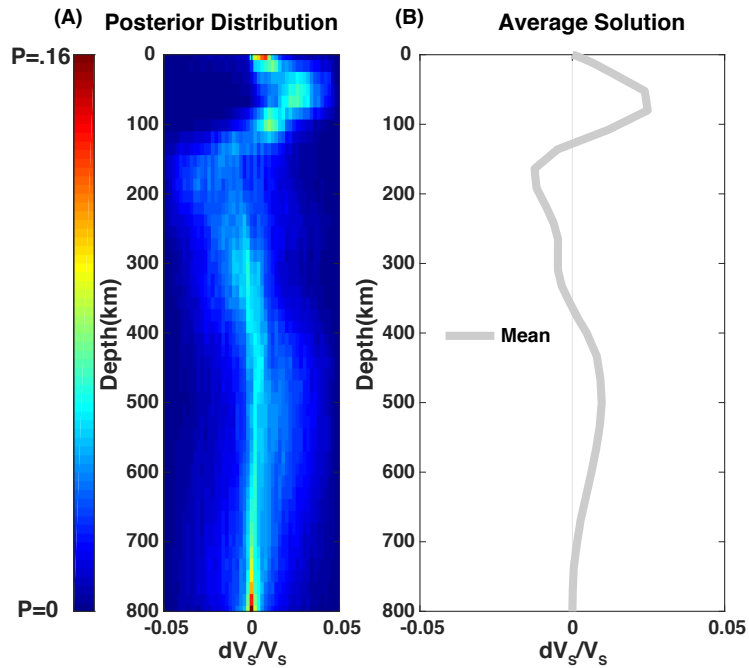 (A) Posterior Distribution
P=.16
P=0
0
100
200
300
400
500
600
700
800
Depth(km)
-0.05 0 0.05
dVS/VS
(B) Average Solution
0
100
200
300
400
500
600
700
800
Depth(km)
Mean
-0.05 0 0.05
dVS/VS